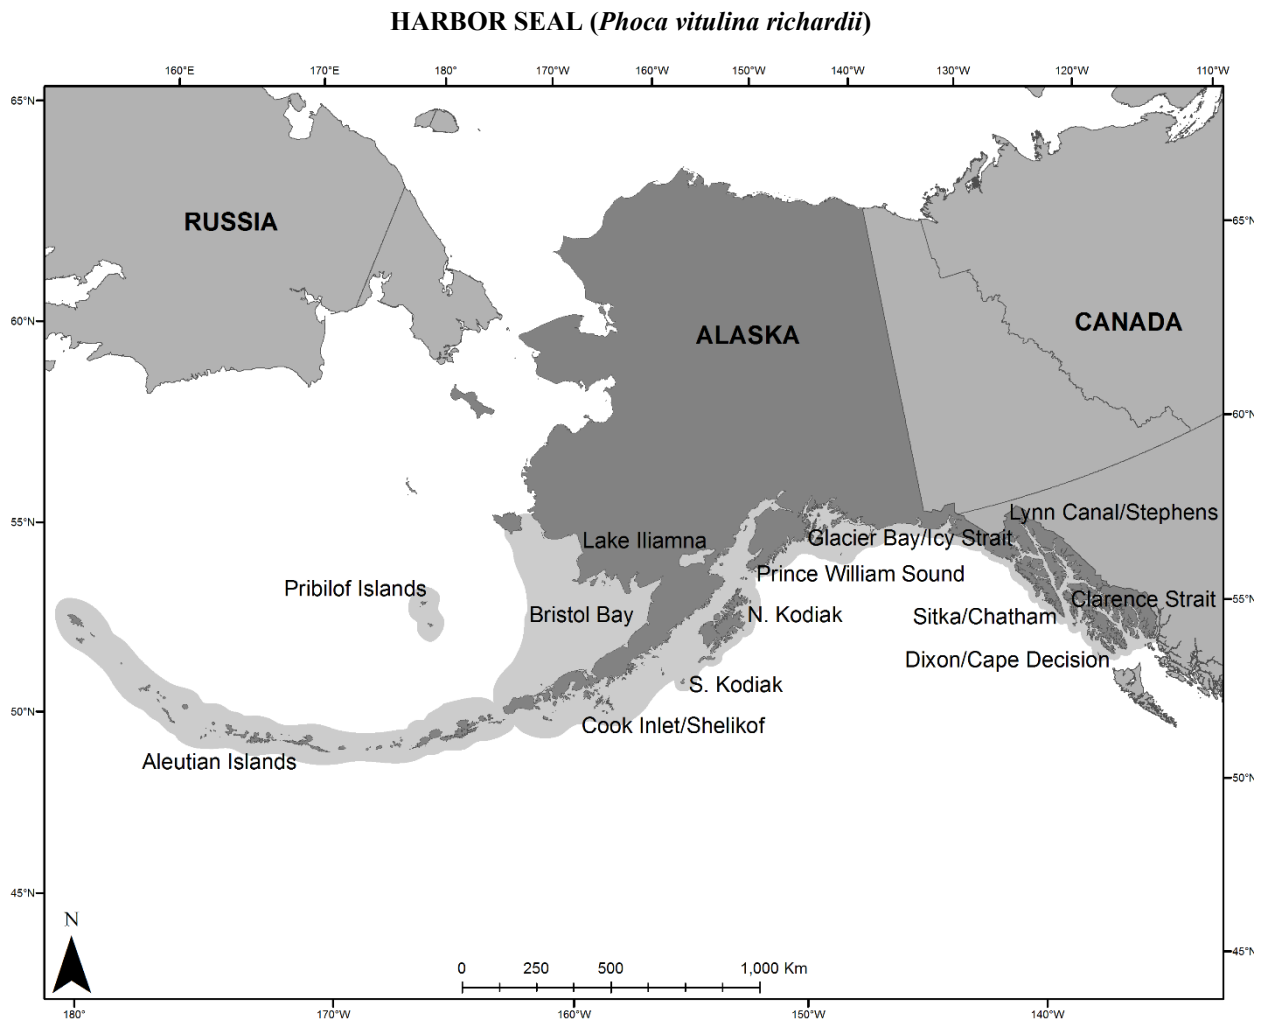 HARBOR SEAL (Phoca vitulina richardii)
160°E 170°E 180° 170°W 160°W 150°W 140°W 130°W 120°W 110°W
65°N
65°N
RUSSIA
60°N
CANADA
ALASKA
60°N
55°N
Lynn Canal/Stephens
Glacier Bay/Icy Strait
Lake Iliamna
Prince William Sound
Pribilof Islands
55°N
Clarence Strait
Bristol Bay
N. Kodiak
Sitka/Chatham
Dixon/Cape Decision
S. Kodiak
50°N
Cook Inlet/Shelikof
Aleutian Islands
50°N
45°N
N
45°N
0 250 500 1,000 Km
180° 170°W 160°W 150°W 140°W